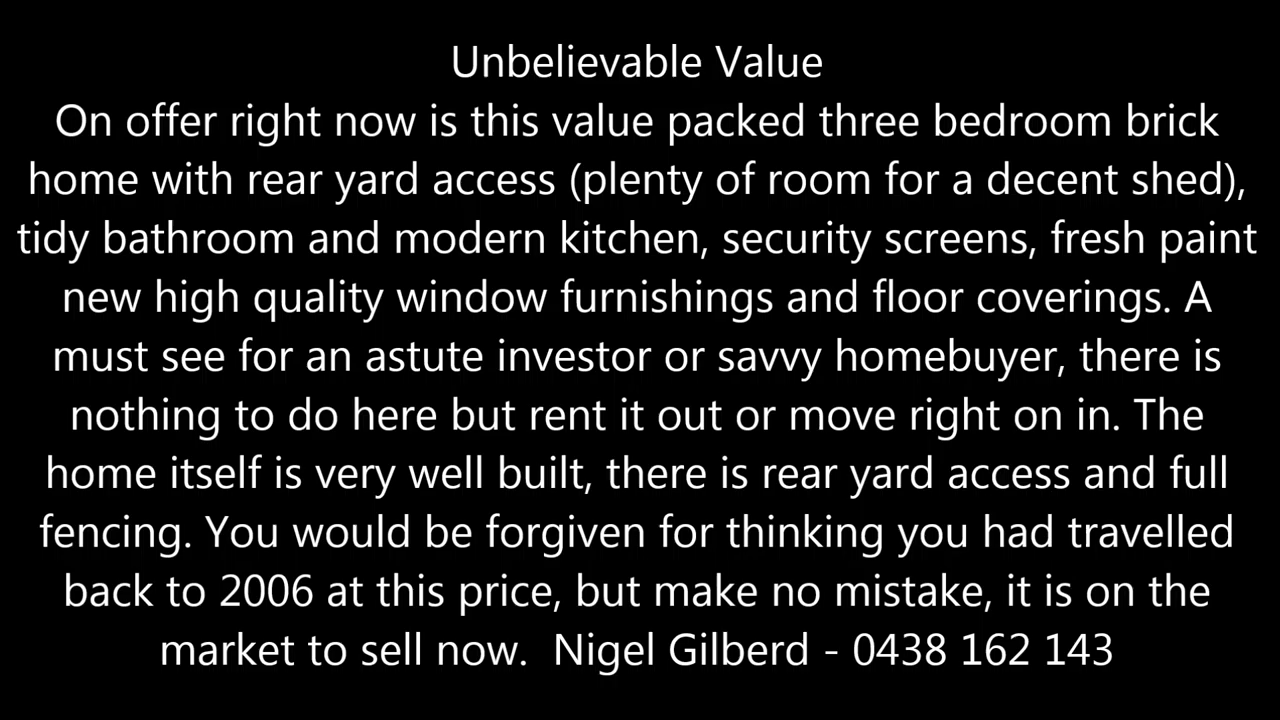 Unbelievable Value
On offer right now is this value packed three bedroom brick
home with rear yard access (plenty of room for a decent shed),
tidy bathroom and modern kitchen, security screens, fresh paint
new high quality window furnishings and floor coverings. A
must see for an astute investor or savvy homebuyer, there is
nothing to do here but rent it out or move right on in. The
home itself is very well built, there is rear yard access and full
fencing. You would be forgiven for thinking you had travelled
back to 2006 at this price, but make no mistake, it is on the
market to sell now.  Nigel Gilberd - 0438 162 143